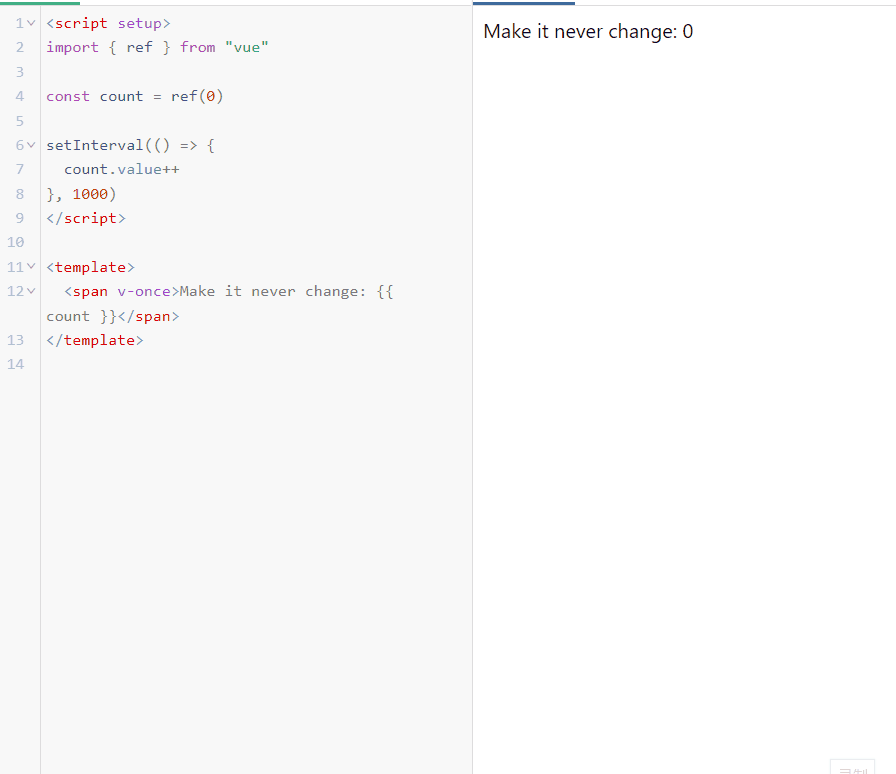 1 <script setup>
2 import { ref } from "vue"
3
4 const count = ref(0)
5
6 setInterval(() => {
7   count.value++
8 }, 1000)
9 </script>
10
11 <template>
12   <span v-once>Make it never change: {{
count }}</span>
13 </template>
14
Make it never change: 0